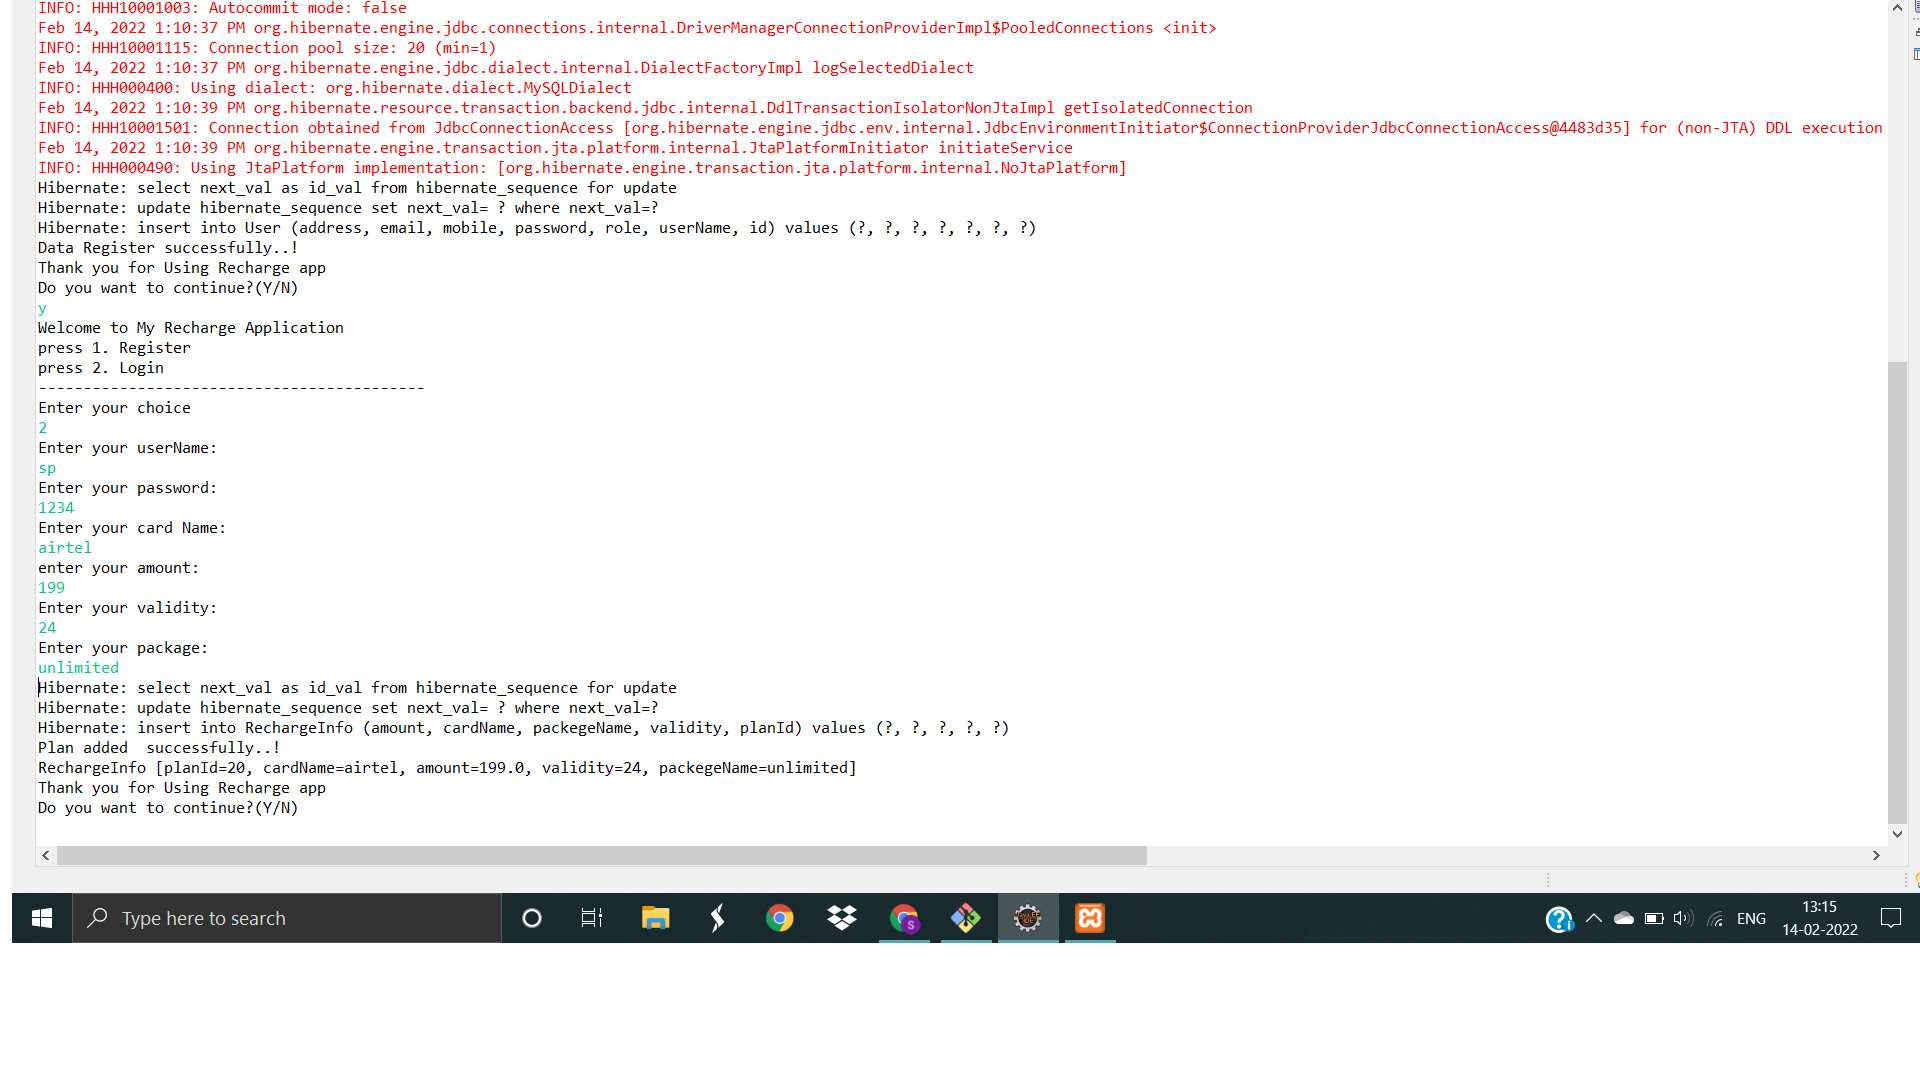 INFO: HHH10001003: Autocommit mode: false
Feb 14, 2022 1:10:37 PM org.hibernate.engine.jdbc.connections.internal.DriverManagerConnectionProviderImpl$PooledConnections <init>
INFO: HHH10001115: Connection pool size: 20 (min=1)
Feb 14, 2022 1:10:37 PM org.hibernate.engine.jdbc.dialect.internal.DialectFactoryImpl logSelectedDialect
INFO: HHH000400: Using dialect: org.hibernate.dialect.MySQLDialect
Feb 14, 2022 1:10:39 PM org.hibernate.resource.transaction.backend.jdbc.internal.DdlTransactionIsolatorNonJtaImpl getIsolatedConnection
INFO: HHH10001501: Connection obtained from JdbcConnectionAccess [org.hibernate.engine.jdbc.env.internal.JdbcEnvironmentInitiator$ConnectionProviderJdbcConnectionAccess@4483d35] for (non-JTA) DDL execution
Feb 14, 2022 1:10:39 PM org.hibernate.engine.transaction.jta.platform.internal.JtaPlatformInitiator initiateService
INFO: HHH000490: Using JtaPlatform implementation: [org.hibernate.engine.transaction.jta.platform.internal.NoJtaPlatform]
Hibernate: select next_val as id_val from hibernate_sequence for update
Hibernate: update hibernate_sequence set next_val= ? where next_val=?
Hibernate: insert into User (address, email, mobile, password, role, userName, id) values (?, ?, ?, ?, ?, ?, ?)
Data Register successfully..!
Thank you for Using Recharge app
Do you want to continue?(Y/N)
y
Welcome to My Recharge Application
press 1. Register
press 2. Login
-------------------------------------------
Enter your choice
2
Enter your userName:
sp
Enter your password:
1234
Enter your card Name:
airtel
enter your amount:
199
Enter your validity:
24
Enter your package:
unlimited
Hibernate: select next_val as id_val from hibernate_sequence for update
Hibernate: update hibernate_sequence set next_val= ? where next_val=?
Hibernate: insert into RechargeInfo (amount, cardName, packegeName, validity, planId) values (?, ?, ?, ?, ?)
Plan added  successfully..!
RechargeInfo [planId=20, cardName=airtel, amount=199.0, validity=24, packegeName=unlimited]
Thank you for Using Recharge app
Do you want to continue?(Y/N)
Type here to search
ENG
13:15
14-02-2022